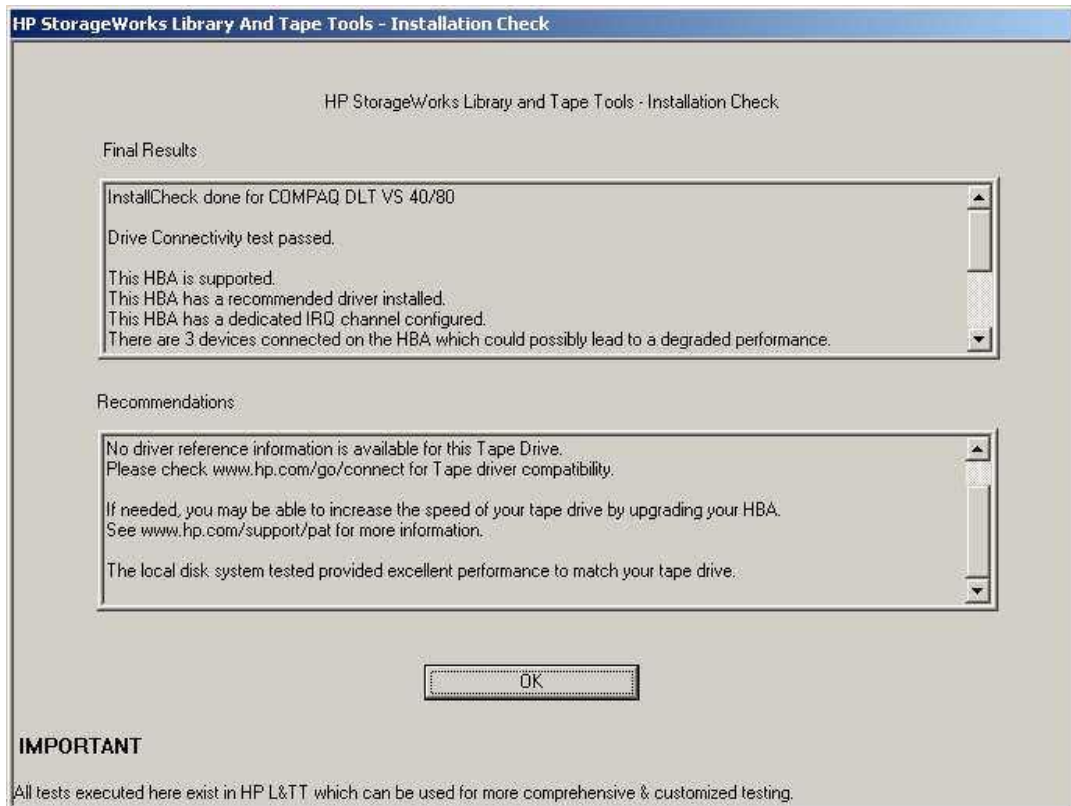 HP StorageWorks Library And Tape Tools - Installation Check
HP StorageWorks Library and Tape Tools - Installation Check
Final Results
InstallCheck done for COMPAQ DLT VS 40/80
Drive Connectivity test passed.
This HBA is supported.
This HBA has a recommended driver installed.
This HBA has a dedicated IRQ channel configured.
There are 3 devices connected on the HBA which could possibly lead to a degraded performance.
Recommendations
No driver reference information is available for this Tape Drive.
Please check www.hp.com/go/connect for Tape driver compatibility.
If needed, you may be able to increase the speed of your tape drive by upgrading your HBA.
See www.hp.com/support/pat for more information.
The local disk system tested provided excellent performance to match your tape drive.
OK
IMPORTANT
All tests executed here exist in HP L&TT which can be used for more comprehensive & customized testing.